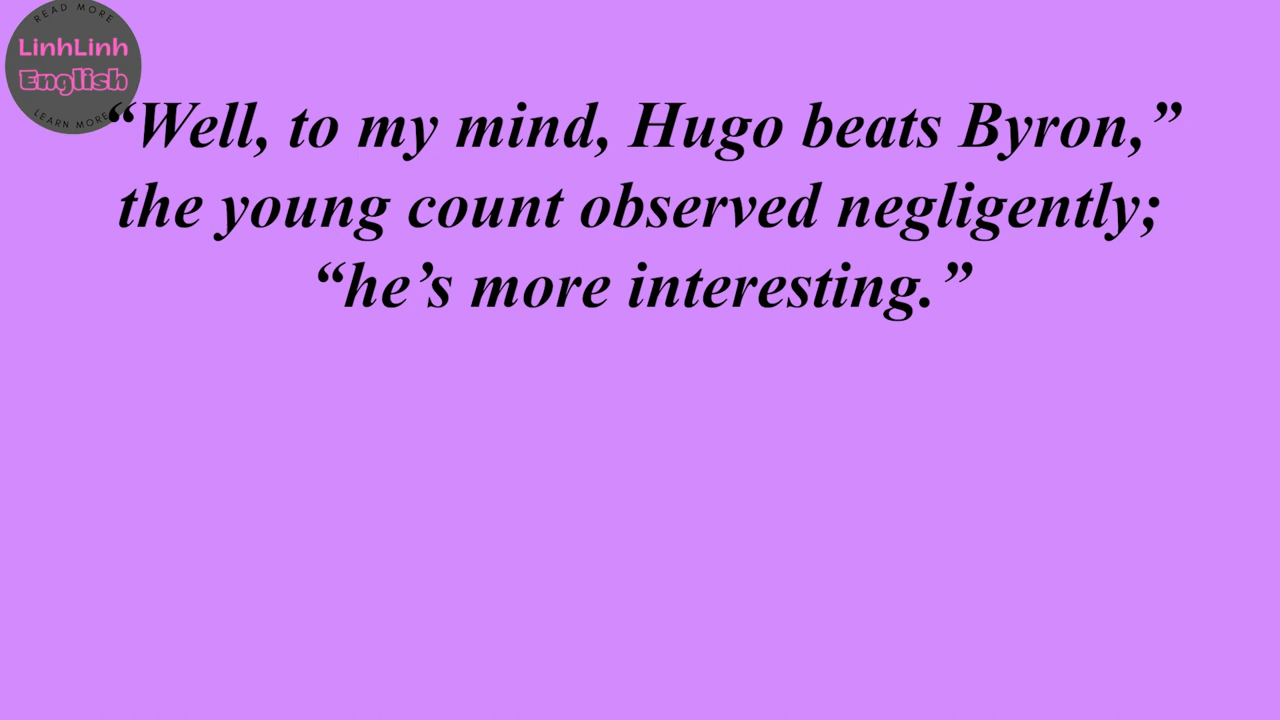 READ MORE
LinhLinh
English
LEARN MORE
“Well, to my mind, Hugo beats Byron,”
the young count observed negligently;
“he’s more interesting.”